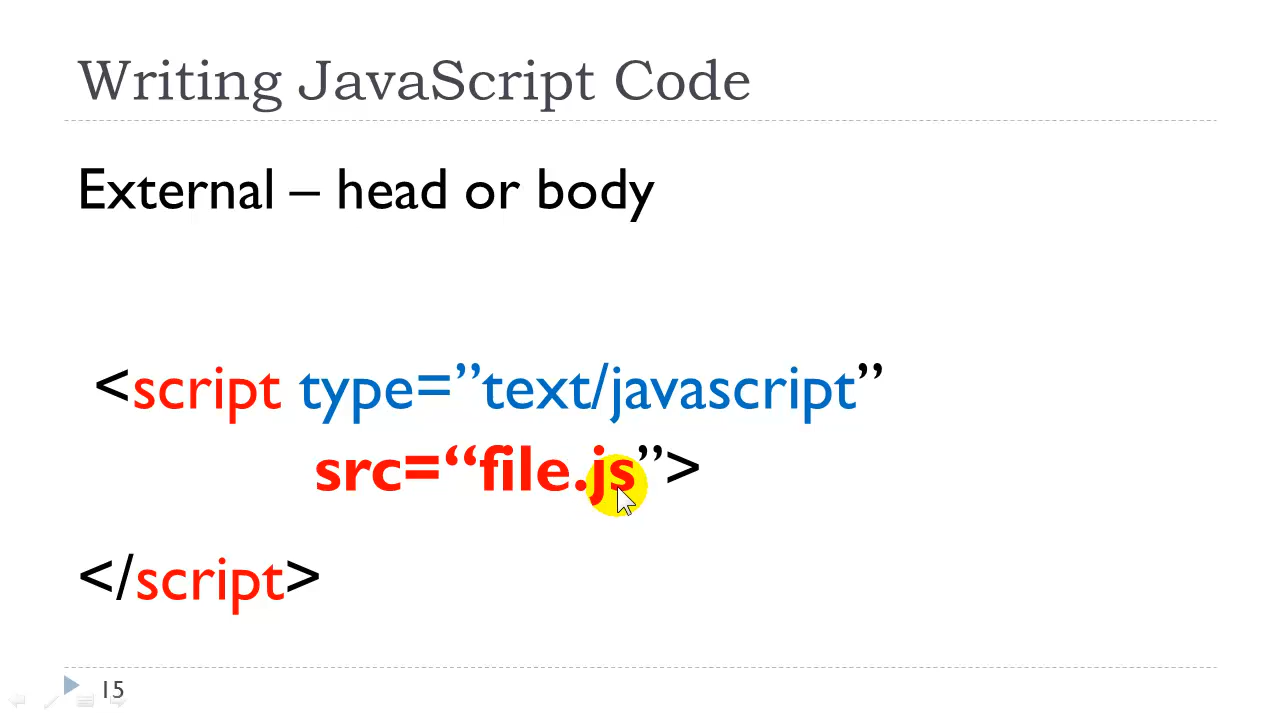 Writing JavaScript Code
External – head or body
<script type=”text/javascript”
src=“file.js”>
</script>
15